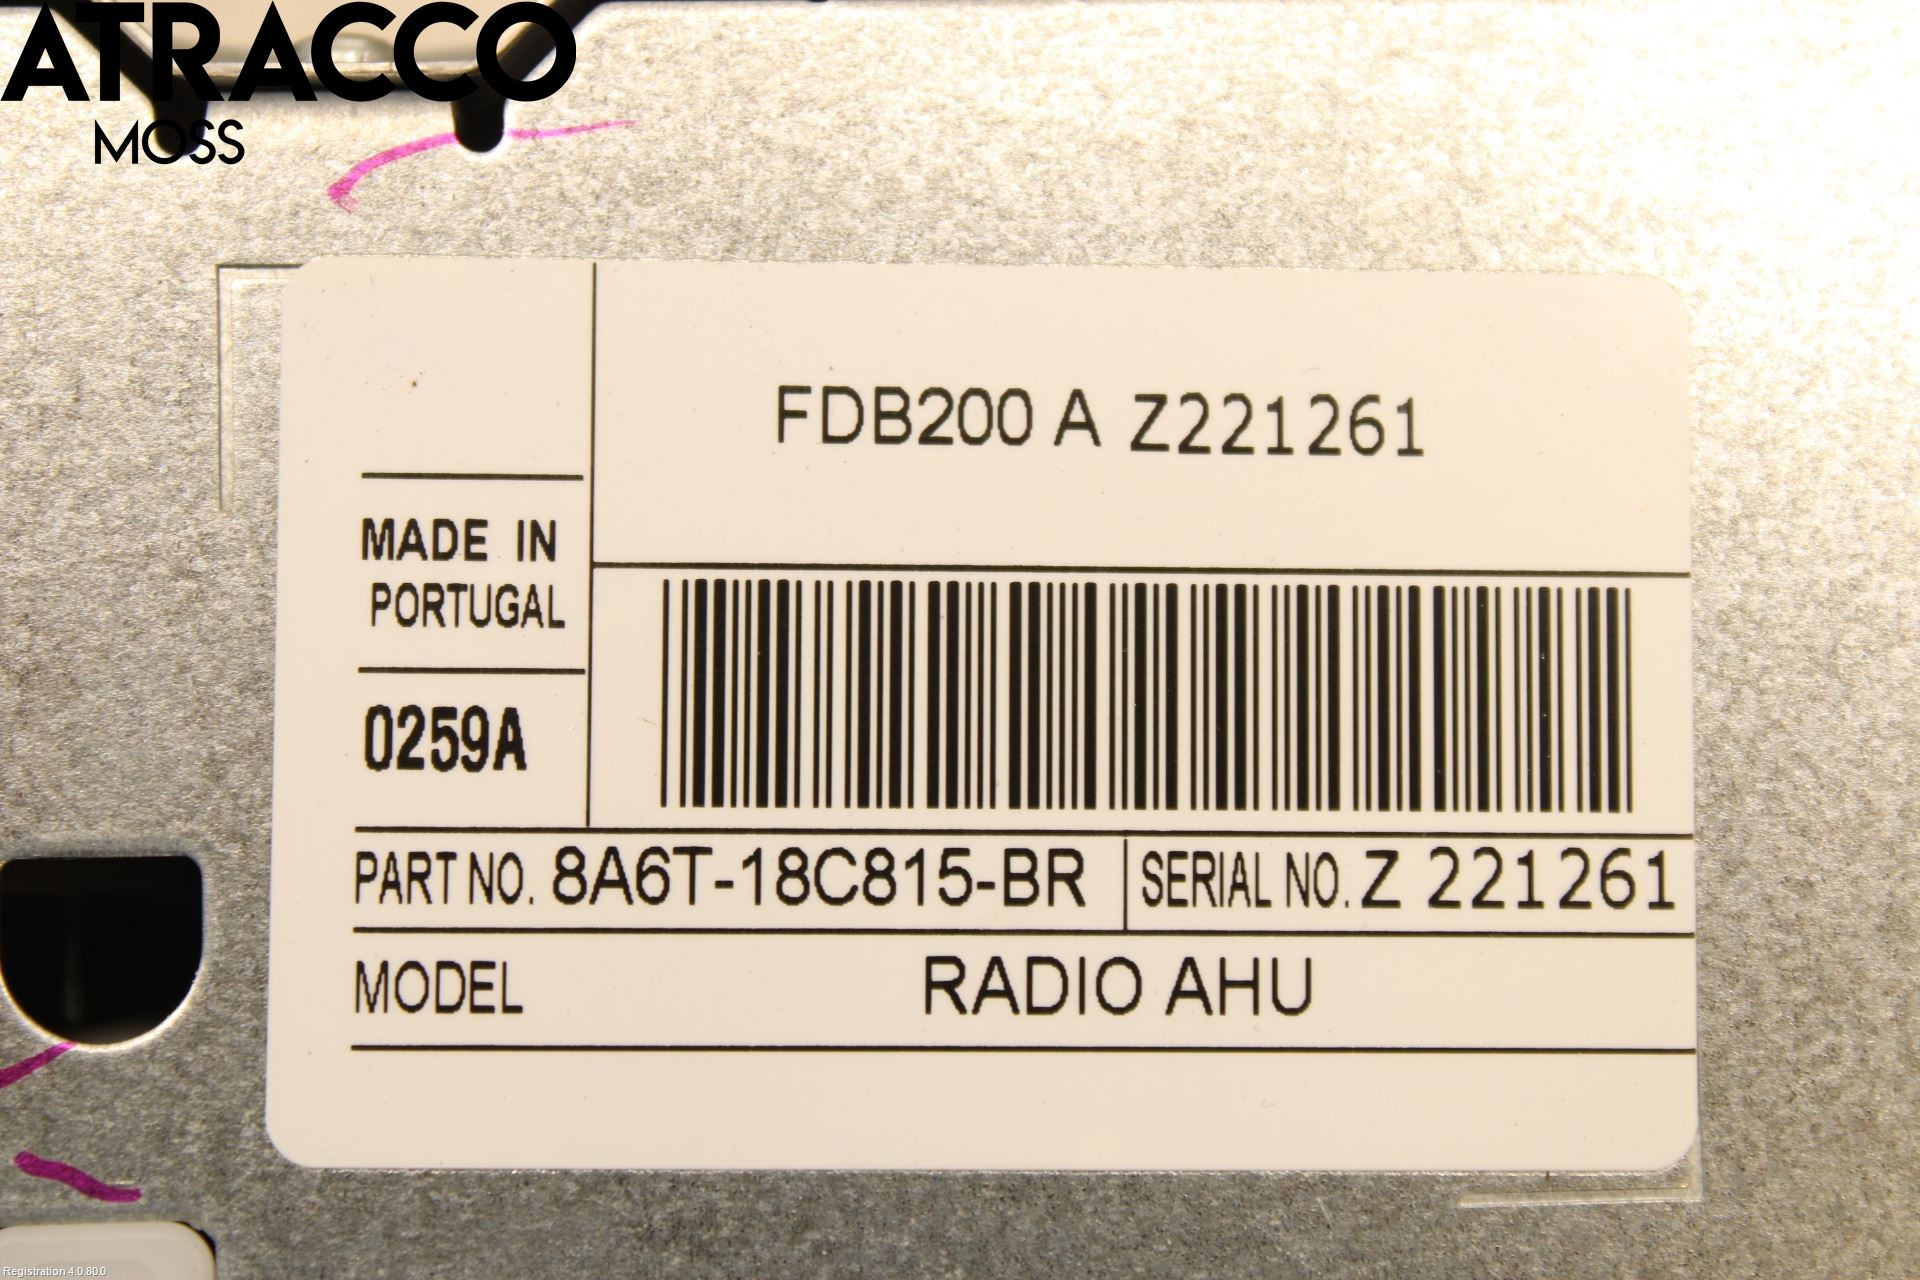 ATRACCO
MOSS
FDB200 A Z221261
MADE IN
PORTUGAL
0259A
PART NO. 8A6T-18C815-BR
SERIAL NO. Z 221261
MODEL RADIO AHU
Registration 4.0.80.0